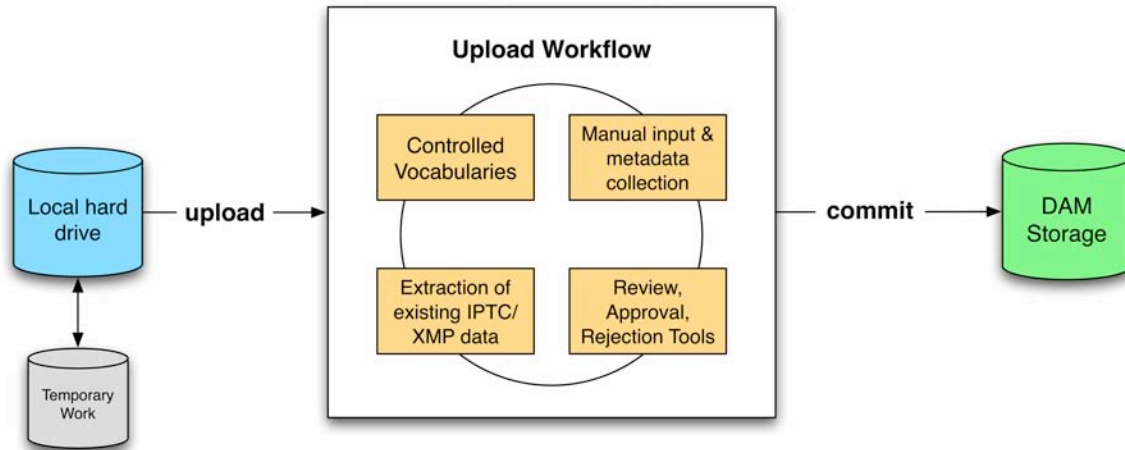 Upload Workflow
Controlled
Vocabularies
Manual input &
metadata
collection
Local hard
drive
upload
commit
DAM
Storage
Extraction of
existing IPTC/
XMP data
Review,
Approval,
Rejection Tools
Temporary
Work